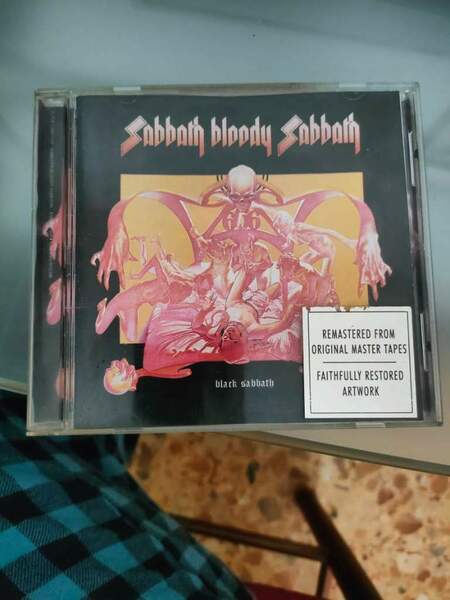 Sabbath bloody Sabbath
666
black sabbath
REMASTERED FROM
ORIGINAL MASTER TAPES
FAITHFULLY RESTORED
ARTWORK